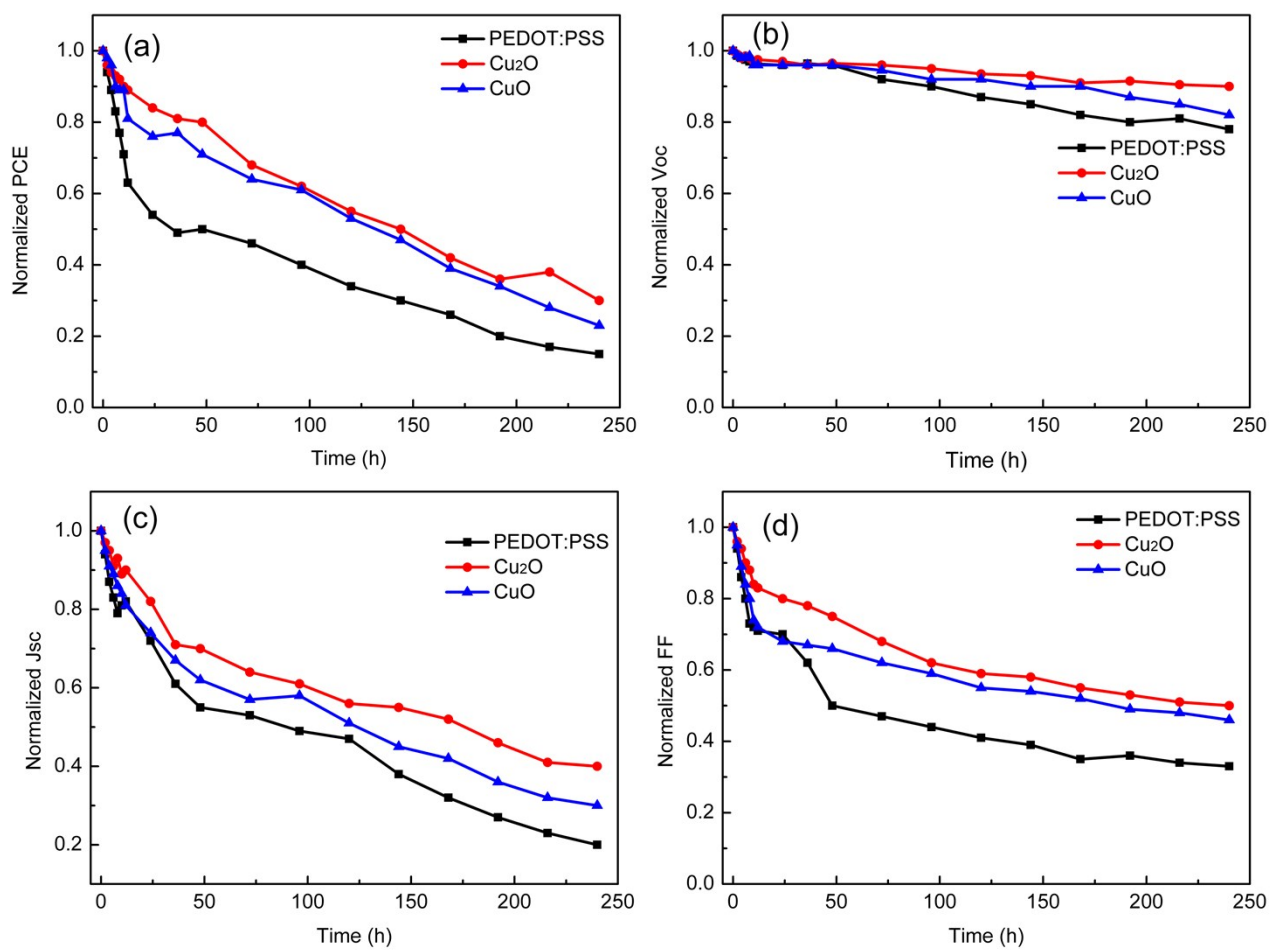 (a)
PEDOT:PSS
Cu₂O
CuO
Normalized PCE
1.0
0.8
0.6
0.4
0.2
0.0
0 50 100 150 200 250
Time (h)
(b)
PEDOT:PSS
Cu₂O
CuO
Normalized Voc
1.0
0.8
0.6
0.4
0.2
0.0
0 50 100 150 200 250
Time (h)
(c)
PEDOT:PSS
Cu₂O
CuO
Normalized Jsc
1.0
0.8
0.6
0.4
0.2
0 50 100 150 200 250
Time (h)
(d)
PEDOT:PSS
Cu₂O
CuO
Normalized FF
1.0
0.8
0.6
0.4
0.2
0.0
0 50 100 150 200 250
Time (h)